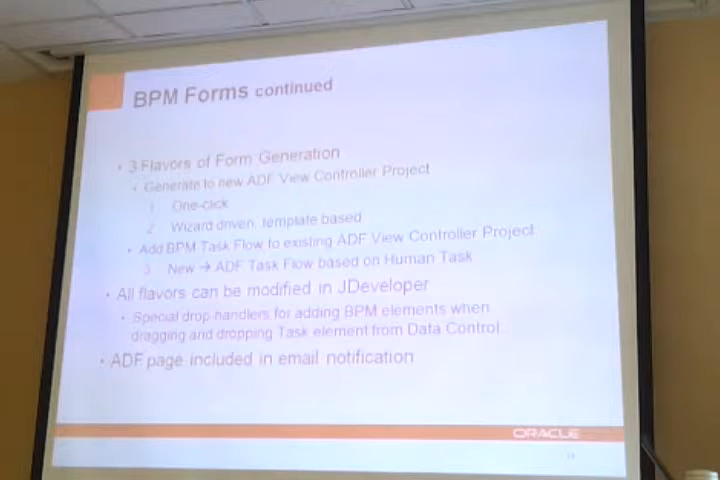 BPM Forms continued
• 3 Flavors of Form Generation
• Generate to new ADF View Controller Project
1. One-click
2. Wizard driven, template based
• Add BPM Task Flow to existing ADF View Controller Project
3. New → ADF Task Flow based on Human Task
• All flavors can be modified in JDeveloper
• Special drop handlers for adding BPM elements when
dragging and dropping Task element from Data Control
• ADF page included in email notification
ORACLE